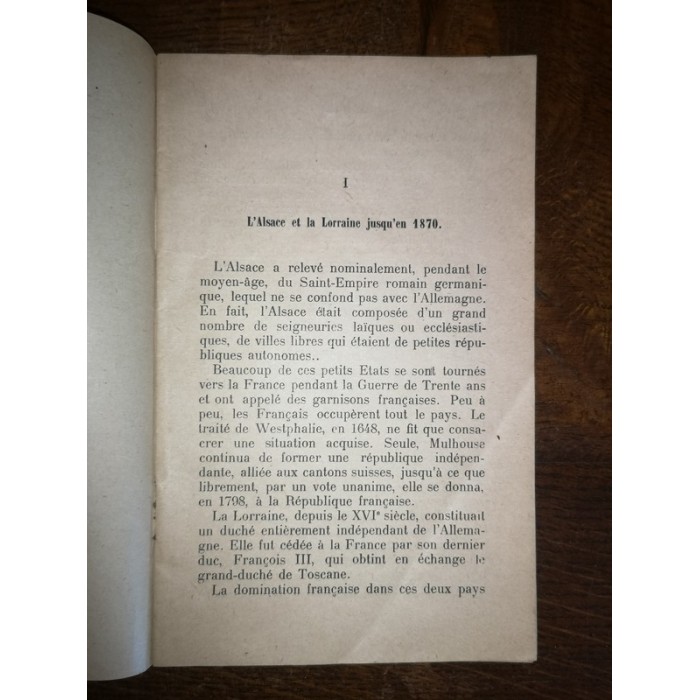 I
L'Alsace et la Lorraine jusqu'en 1870.
L'Alsace a relevé nominalement, pendant le
moyen-âge, du Saint-Empire romain germani-
que, lequel ne se confond pas avec l'Allemagne.
En fait, l'Alsace était composée d'un grand
nombre de seigneuries laïques ou ecclésiasti-
ques, de villes libres qui étaient de petites répu-
bliques autonomes..
Beaucoup de ces petits Etats se sont tournés
vers la France pendant la Guerre de Trente ans
et ont appelé des garnisons françaises. Peu à
peu, les Français occupèrent tout le pays. Le
traité de Westphalie, en 1648, ne fit que consa-
crer une situation acquise. Seule, Mulhouse
continua de former une république indépen-
dante, alliée aux cantons suisses, jusqu'à ce que
librement, par un vote unanime, elle se donna,
en 1798, à la République française.
La Lorraine, depuis le XVIe siècle, constituait
un duché entièrement indépendant de l'Allema-
gne. Elle fut cédée à la France par son dernier
duc, François III, qui obtint en échange le
grand-duché de Toscane.
La domination française dans ces deux pays